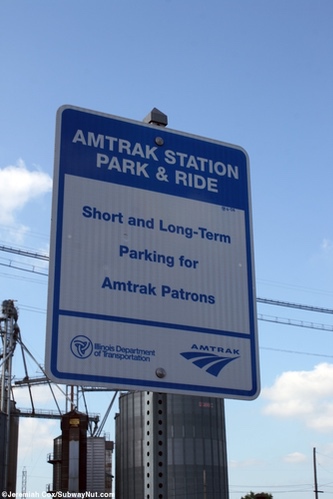 AMTRAK STATION
PARK & RIDE
Short and Long-Term
Parking for
Amtrak Patrons
Illinois Department
of Transportation
AMTRAK
©Jeremiah Cox/SubwayNut.com